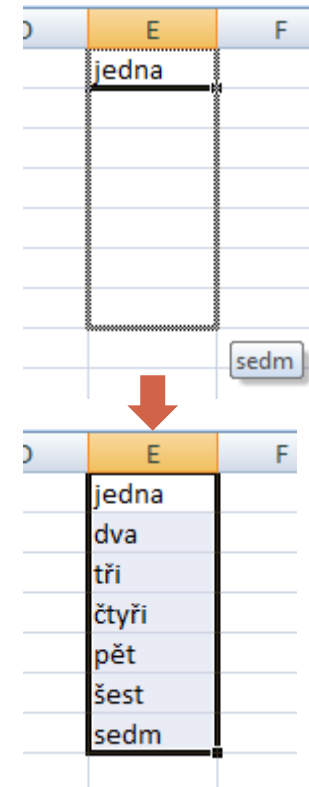 E F
jedna
sedm
E F
jedna
dva
tři
čtyři
pět
šest
sedm